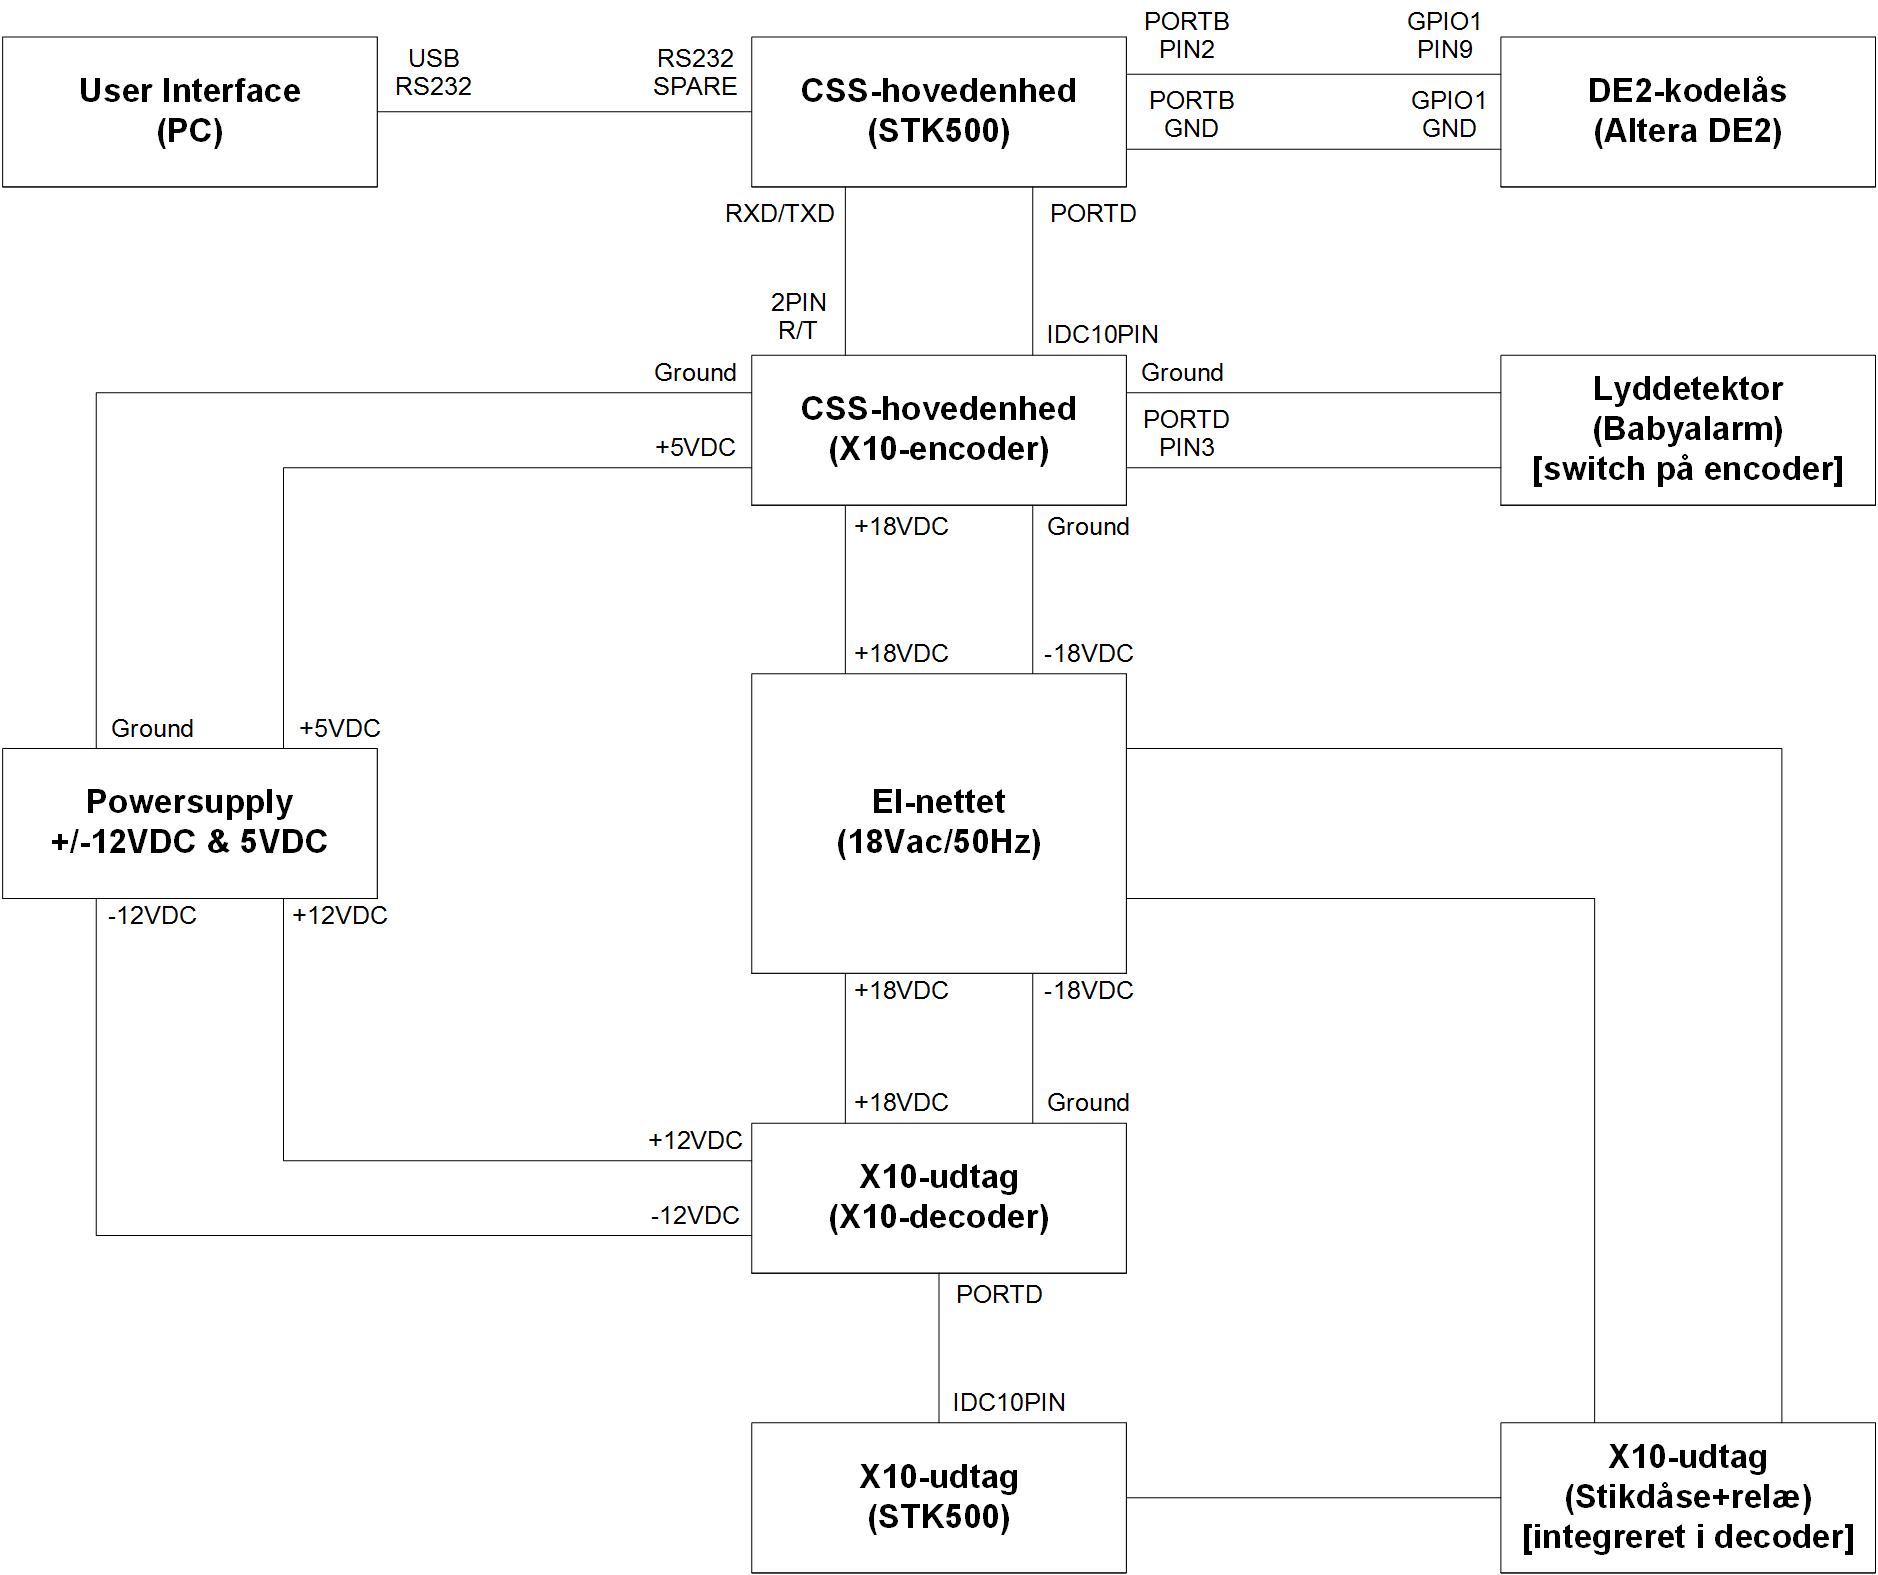 PORTB
PIN2
GPIO1
PIN9
USB
RS232
RS232
SPARE
User Interface
(PC)
CSS-hovedenhed
(STK500)
PORTB
GND
GPIO1
GND
DE2-kodelås
(Altera DE2)
RXD/TXD
PORTD
2PIN
R/T
IDC10PIN
Ground
+5VDC
CSS-hovedenhed
(X10-encoder)
Ground
PORTD
PIN3
Lyddetektor
(Babyalarm)
[switch på encoder]
+18VDC
Ground
+18VDC
-18VDC
Ground
+5VDC
Powersupply
+/-12VDC & 5VDC
El-nettet
(18Vac/50Hz)
-12VDC
+12VDC
+18VDC
-18VDC
+18VDC
Ground
+12VDC
-12VDC
X10-udtag
(X10-decoder)
PORTD
IDC10PIN
X10-udtag
(STK500)
X10-udtag
(Stikdåse+relæ)
[integreret i decoder]